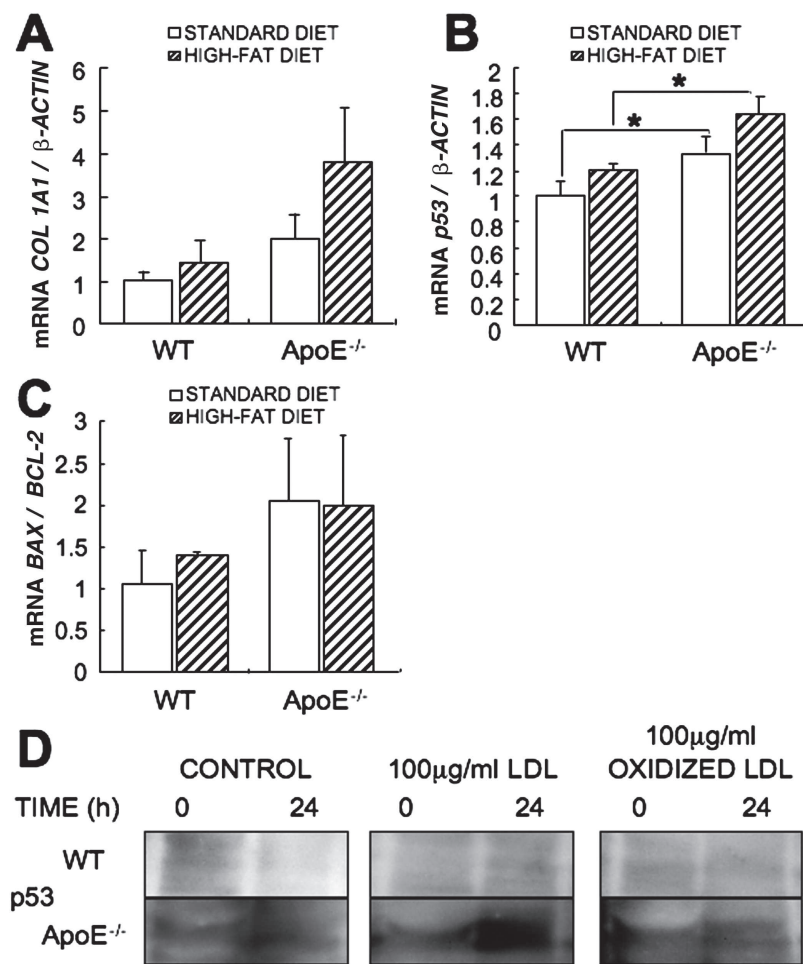 A
STANDARD DIET
HIGH-FAT DIET
mRNA COL 1A1 / β-ACTIN
6
5
4
3
2
1
0
WT
ApoE-/-
B
STANDARD DIET
HIGH-FAT DIET
mRNA p53 / β-ACTIN
2
1.8
1.6
1.4
1.2
1
0.8
0.6
0.4
0.2
0
*
*
WT
ApoE-/-
C
STANDARD DIET
HIGH-FAT DIET
mRNA BAX / BCL-2
3
2.5
2
1.5
1
0.5
0
WT
ApoE-/-
D
CONTROL
100μg/ml LDL
100μg/ml
OXIDIZED LDL
TIME (h) 0 24 0 24 0 24
WT
p53
ApoE-/-